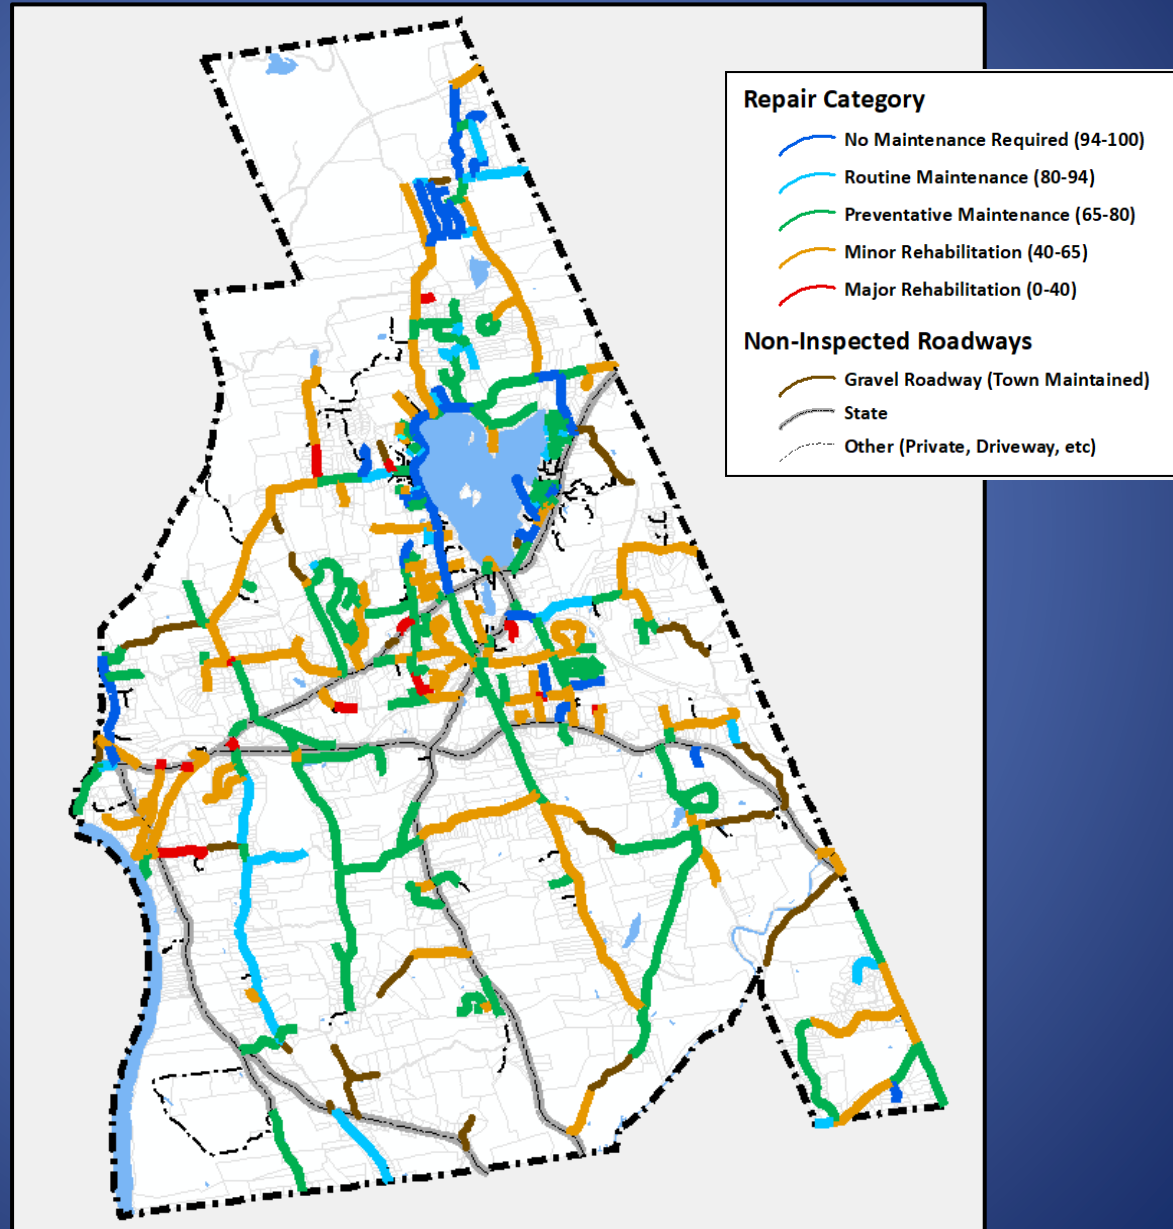 Repair Category
No Maintenance Required (94-100)
Routine Maintenance (80-94)
Preventative Maintenance (65-80)
Minor Rehabilitation (40-65)
Major Rehabilitation (0-40)
Non-Inspected Roadways
Gravel Roadway (Town Maintained)
State
Other (Private, Driveway, etc)